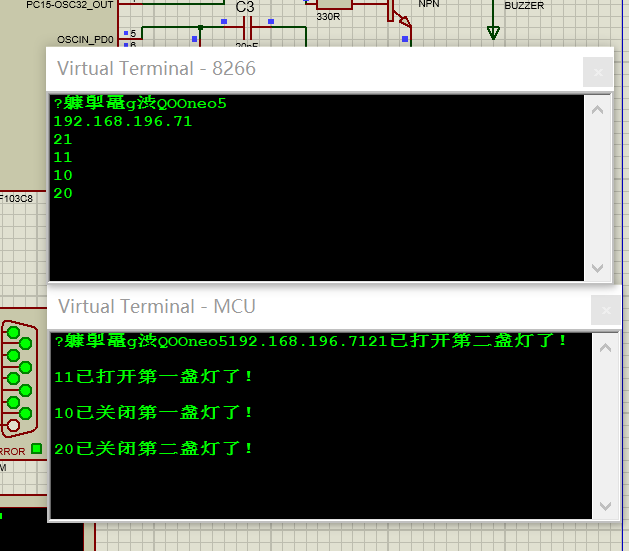 PC15-OSC32_OUT
C3
330R
NPN
BUZZER
OSCIN_PD0
5
6
20pF
Virtual Terminal - 8266
QOOneo5
192.168.196.71
21
11
10
20
F103C8
Virtual Terminal - MCU
QOOneo5192.168.196.7121已打开第二盏灯了!
11已打开第一盏灯了!
10已关闭第一盏灯了!
20已关闭第二盏灯了!
RROR
M